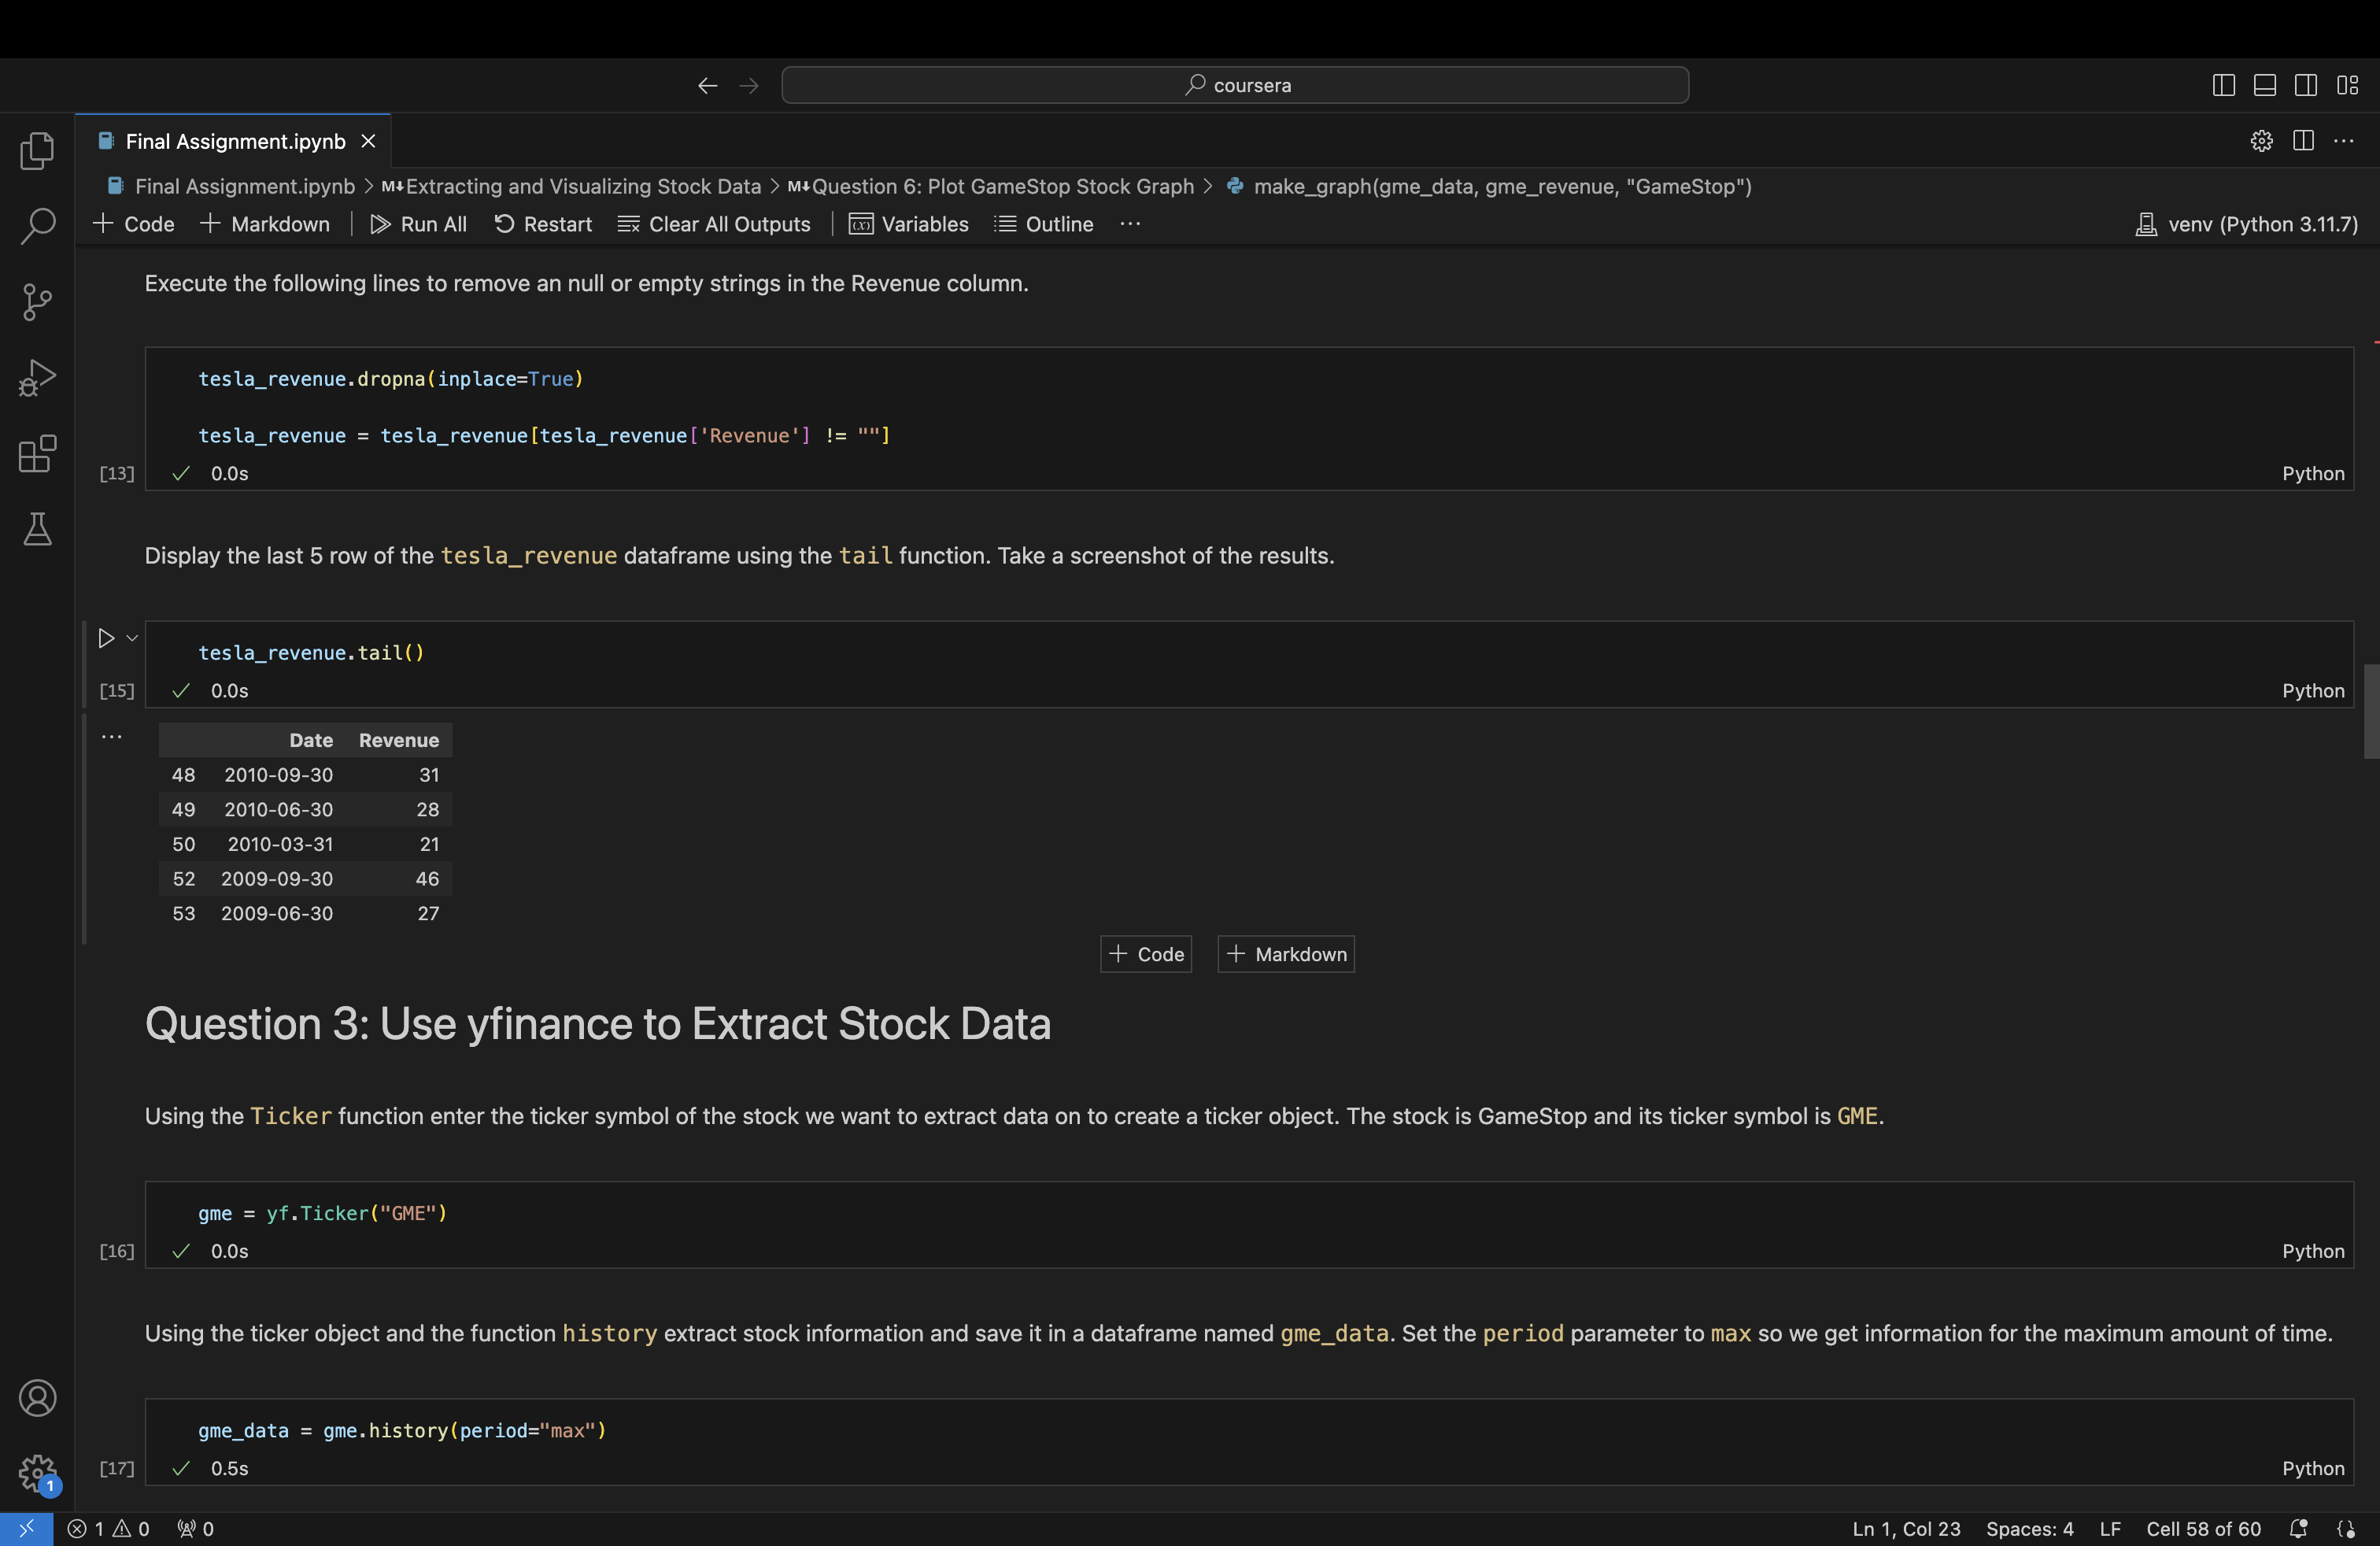 coursera
Final Assignment.ipynb
Final Assignment.ipynb > M↓Extracting and Visualizing Stock Data > M↓Question 6: Plot GameStop Stock Graph > make_graph(gme_data, gme_revenue, "GameStop")
+ Code + Markdown | Run All Restart Clear All Outputs | Variables Outline ··· venv (Python 3.11.7)
Execute the following lines to remove an null or empty strings in the Revenue column.
tesla_revenue.dropna(inplace=True)
tesla_revenue = tesla_revenue[tesla_revenue['Revenue'] != ""]
[13] ✓ 0.0s Python
Display the last 5 row of the tesla_revenue dataframe using the tail function. Take a screenshot of the results.
tesla_revenue.tail()
[15] ✓ 0.0s Python
Date Revenue
48 2010-09-30 31
49 2010-06-30 28
50 2010-03-31 21
52 2009-09-30 46
53 2009-06-30 27
+ Code + Markdown
Question 3: Use yfinance to Extract Stock Data
Using the Ticker function enter the ticker symbol of the stock we want to extract data on to create a ticker object. The stock is GameStop and its ticker symbol is GME.
gme = yf.Ticker("GME")
[16] ✓ 0.0s Python
Using the ticker object and the function history extract stock information and save it in a dataframe named gme_data. Set the period parameter to max so we get information for the maximum amount of time.
gme_data = gme.history(period="max")
[17] ✓ 0.5s Python
1
1 0 0 Ln 1, Col 23 Spaces: 4 LF Cell 58 of 60